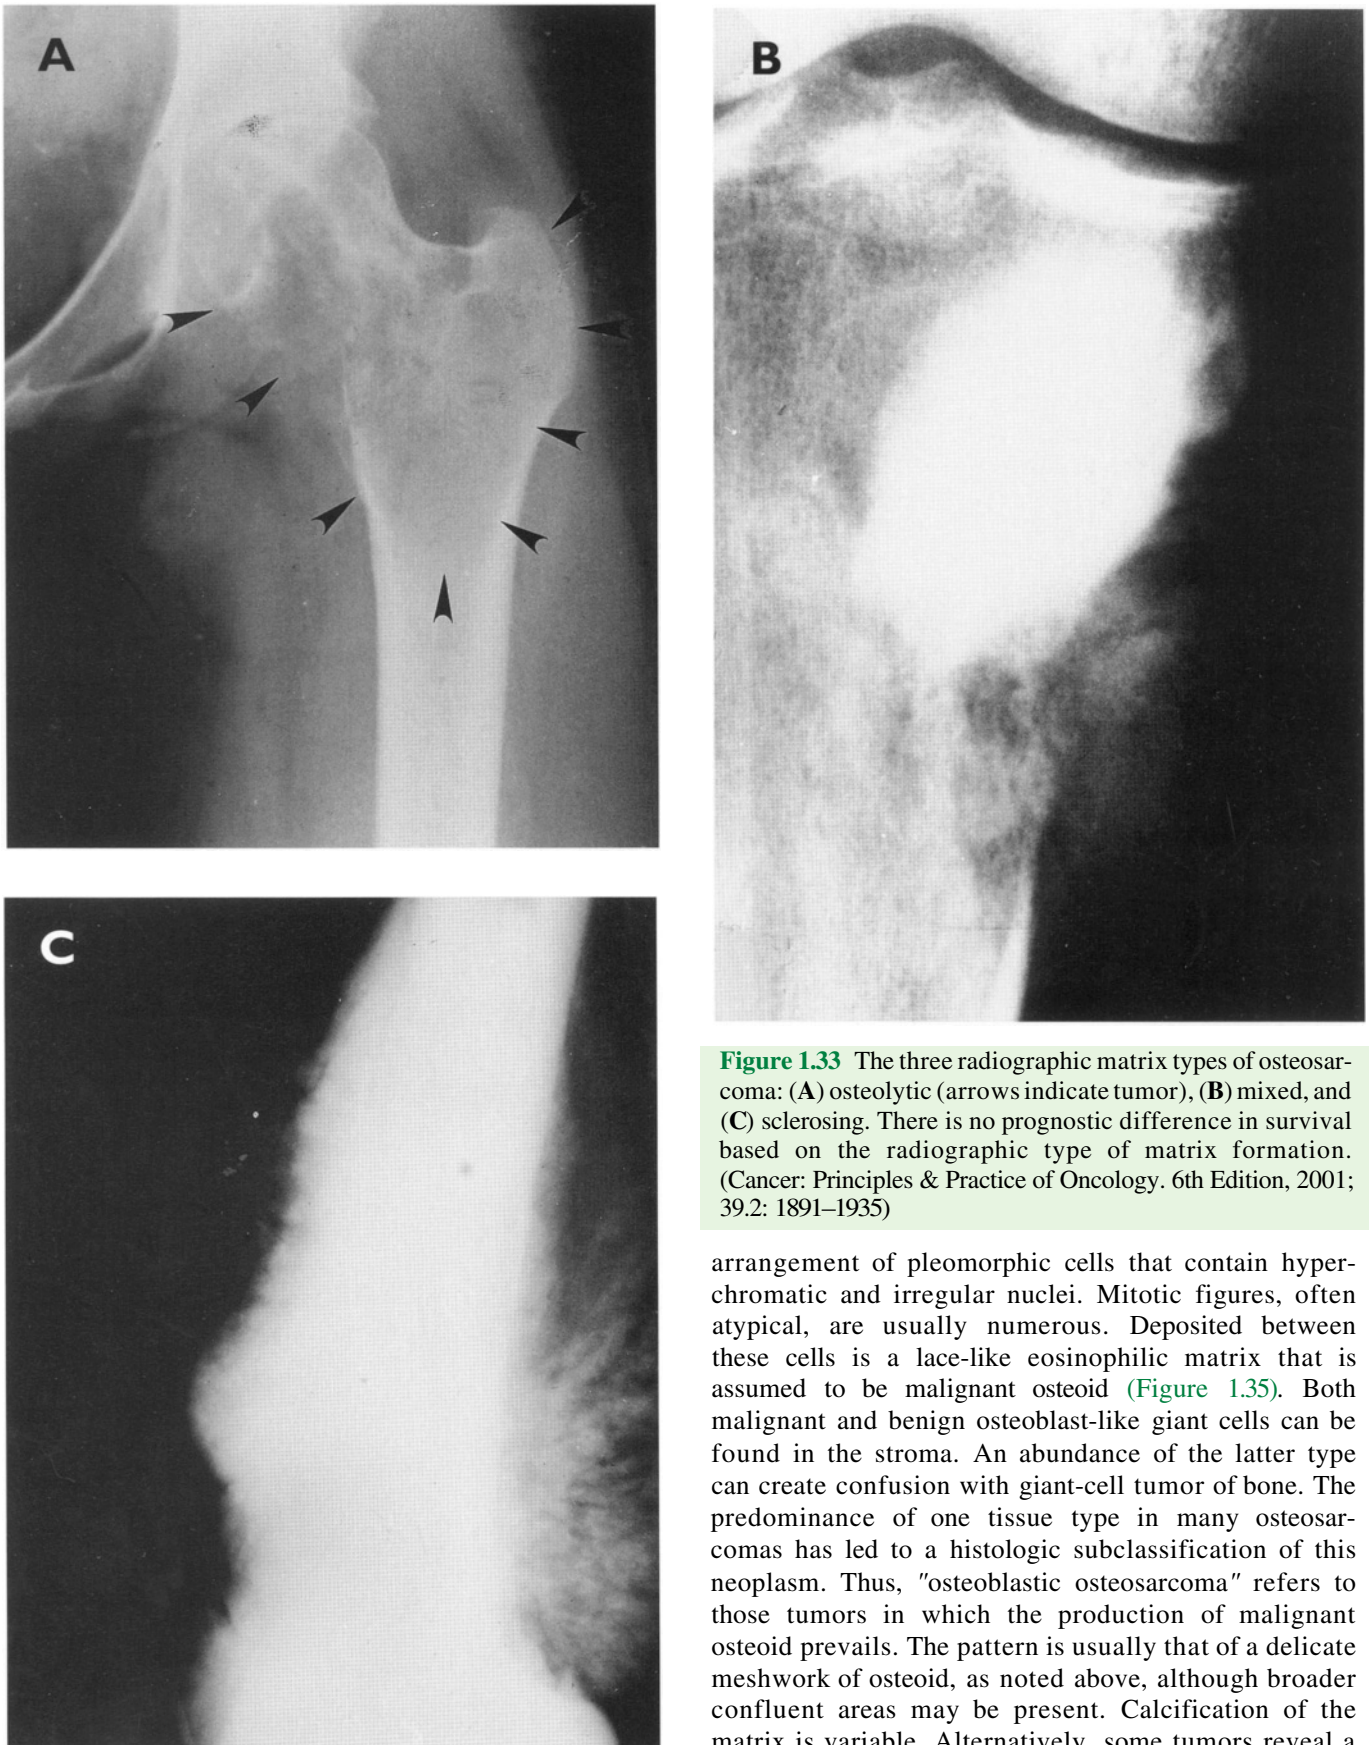 A
B
C
Figure 1.33 The three radiographic matrix types of osteosar-
coma: (A) osteolytic (arrows indicate tumor), (B) mixed, and
(C) sclerosing. There is no prognostic difference in survival
based on the radiographic type of matrix formation.
(Cancer: Principles & Practice of Oncology. 6th Edition, 2001;
39.2: 1891–1935)
arrangement of pleomorphic cells that contain hyper-
chromatic and irregular nuclei. Mitotic figures, often
atypical, are usually numerous. Deposited between
these cells is a lace-like eosinophilic matrix that is
assumed to be malignant osteoid (Figure 1.35). Both
malignant and benign osteoblast-like giant cells can be
found in the stroma. An abundance of the latter type
can create confusion with giant-cell tumor of bone. The
predominance of one tissue type in many osteosar-
comas has led to a histologic subclassification of this
neoplasm. Thus, "osteoblastic osteosarcoma" refers to
those tumors in which the production of malignant
osteoid prevails. The pattern is usually that of a delicate
meshwork of osteoid, as noted above, although broader
confluent areas may be present. Calcification of the
matrix is variable. Alternatively, some tumors reveal a